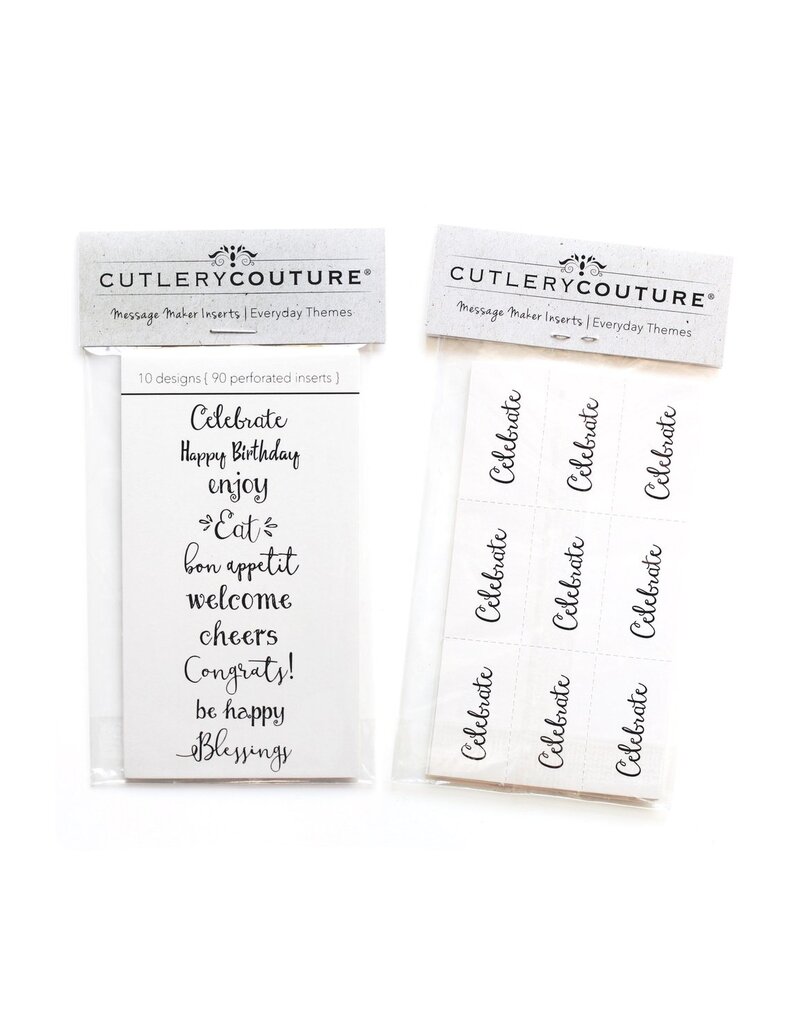 CUTLERYCOUTURE®
Message Maker Inserts | Everyday Themes
10 designs { 90 perforated inserts }
Celebrate
Happy Birthday
enjoy
Eat
bon appetit
welcome
cheers
Congrats!
be happy
Blessings
CUTLERYCOUTURE®
Message Maker Inserts | Everyday Themes
Celebrate
Celebrate
Celebrate
Celebrate
Celebrate
Celebrate
Celebrate
Celebrate
Celebrate